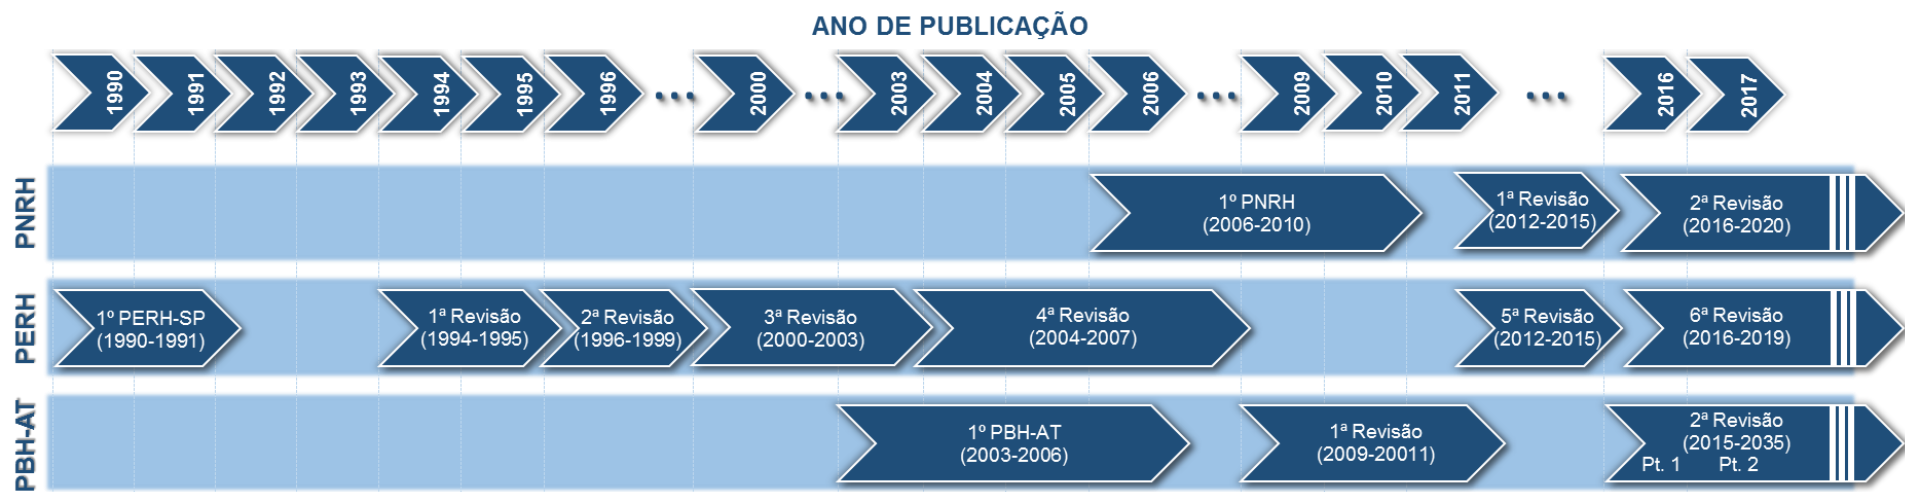 ANO DE PUBLICAÇÃO
1990
1991
1992
1993
1994
1995
1996
...
2000
...
2003
2004
2005
2006
...
2009
2010
2011
...
2016
2017
PNRH
1º PNRH
(2006-2010)
1ª Revisão
(2012-2015)
2ª Revisão
(2016-2020)
PERH
1º PERH-SP
(1990-1991)
1ª Revisão
(1994-1995)
2ª Revisão
(1996-1999)
3ª Revisão
(2000-2003)
4ª Revisão
(2004-2007)
5ª Revisão
(2012-2015)
6ª Revisão
(2016-2019)
PBH-AT
1º PBH-AT
(2003-2006)
1ª Revisão
(2009-20011)
2ª Revisão
(2015-2035)
Pt. 1 Pt. 2